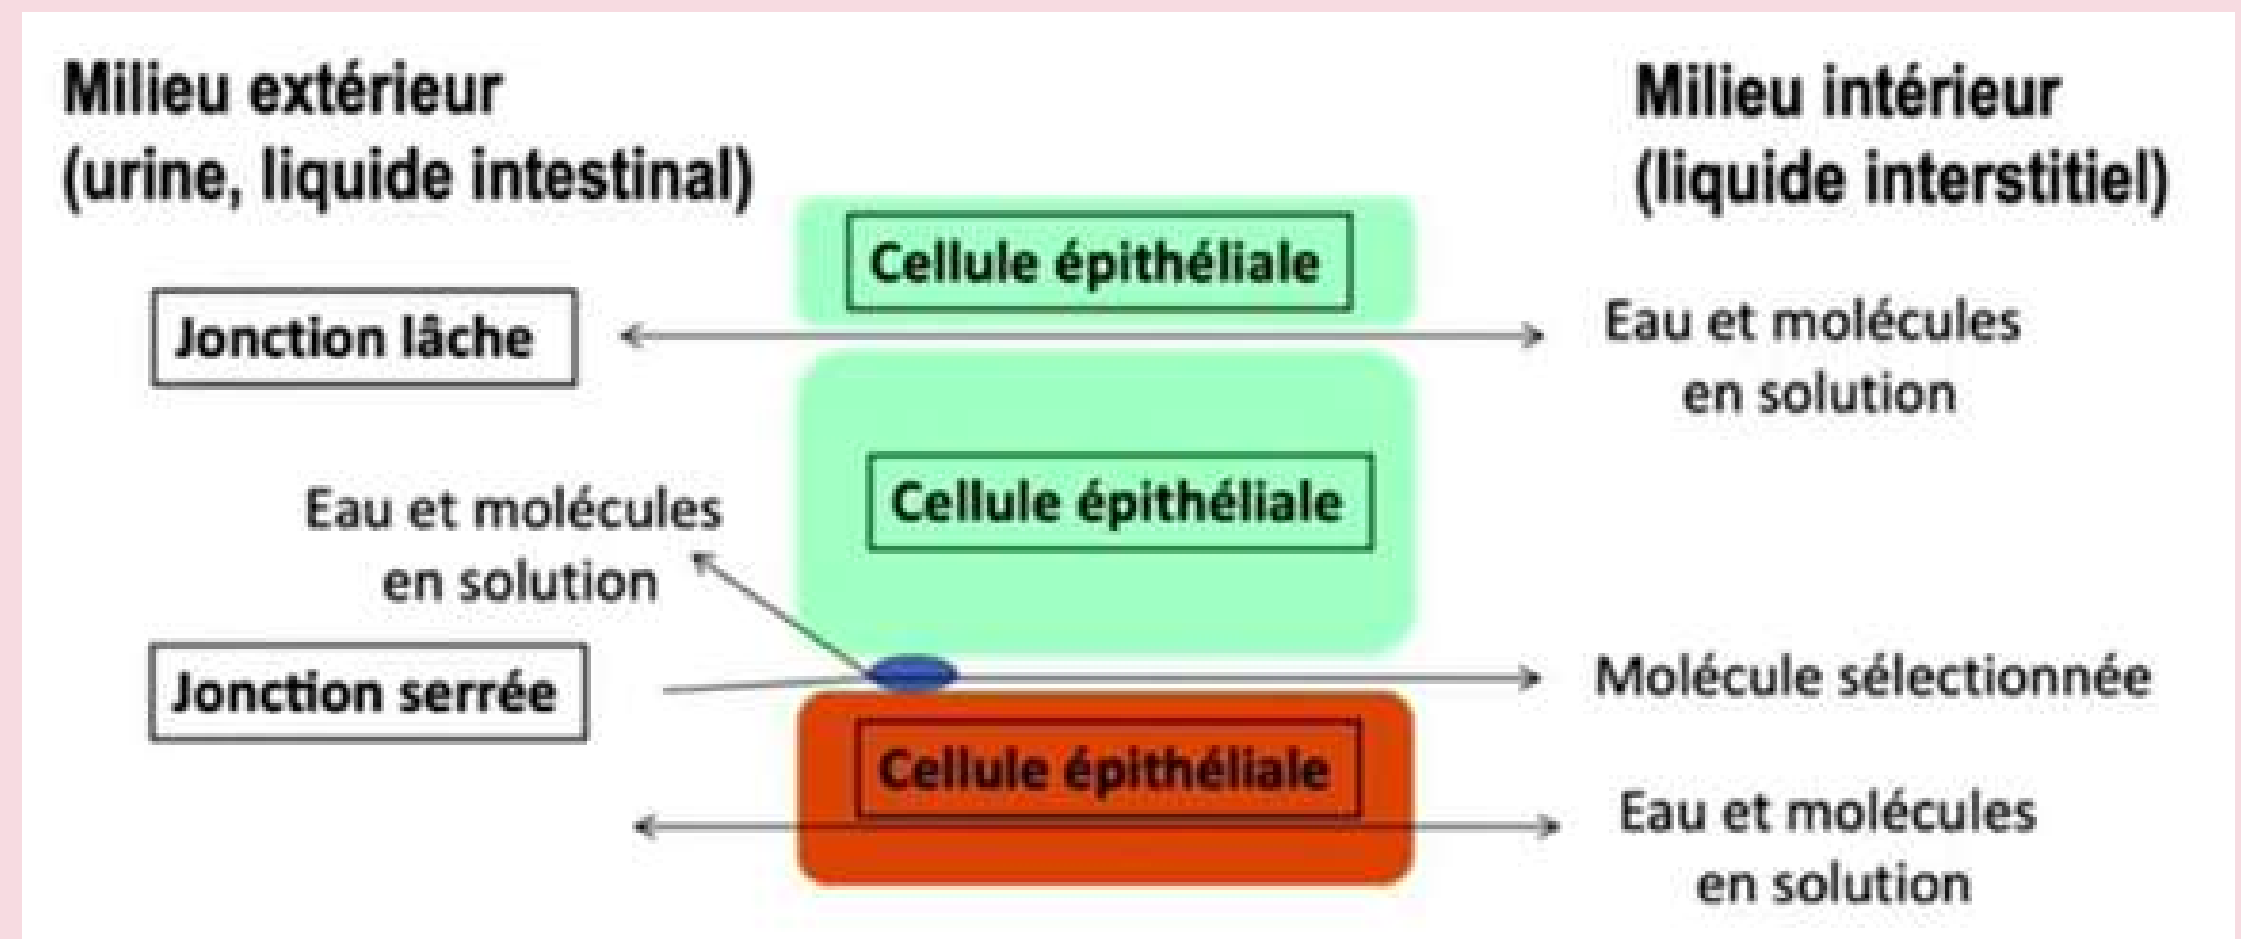 Milieu extérieur
(urine, liquide intestinal)
Milieu intérieur
(liquide interstitiel)
Cellule épithéliale
Jonction lâche
Eau et molécules
en solution
Cellule épithéliale
Eau et molécules
en solution
Jonction serrée
Molécule sélectionnée
Cellule épithéliale
Eau et molécules
en solution